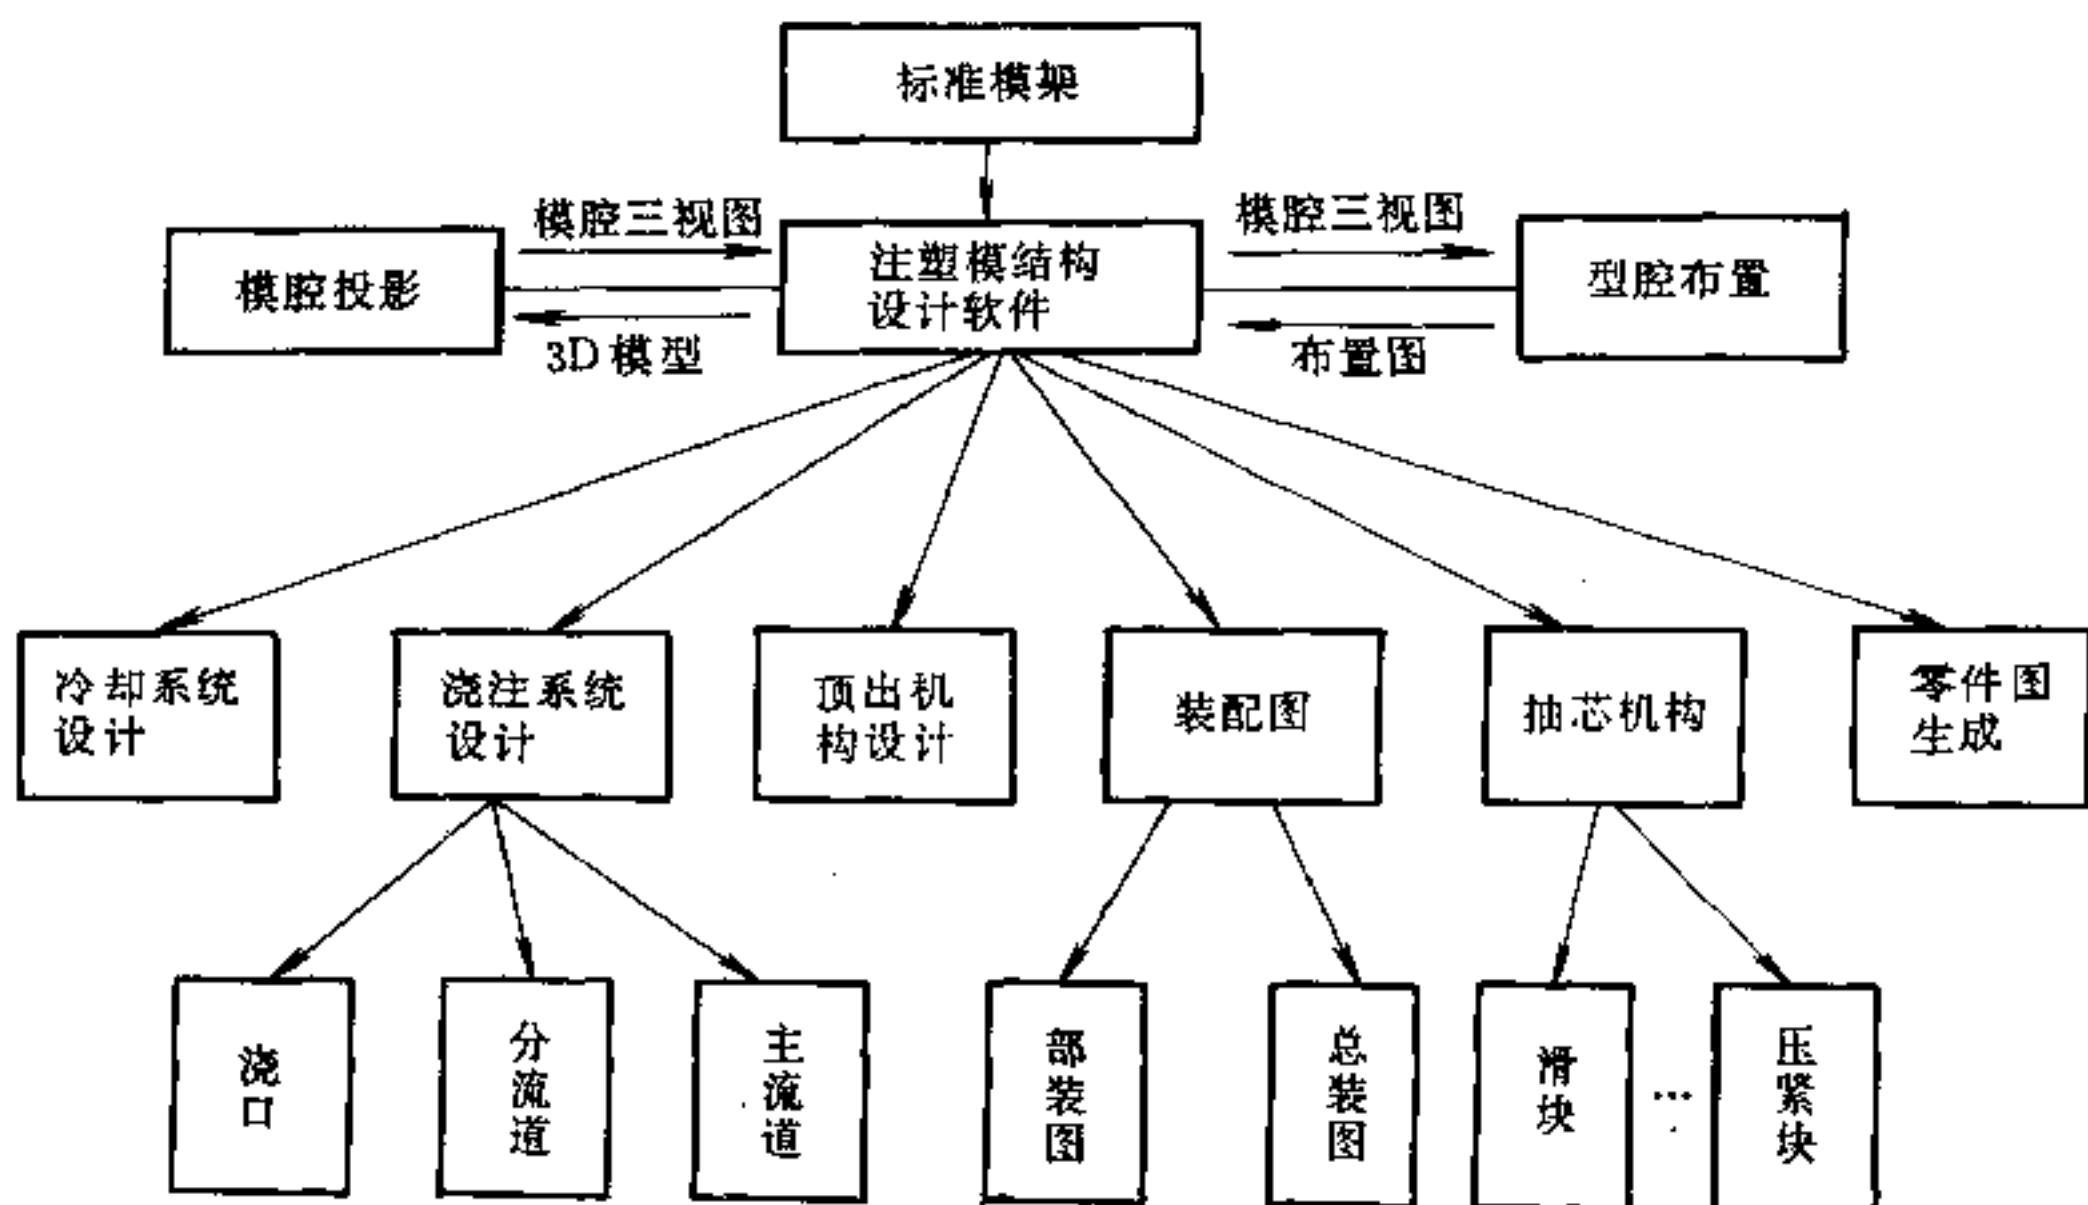 标准模架
模腔三视图
模腔三视图
模腔投影
注塑模结构
设计软件
型腔布置
3D 模型
布置图
冷却系统
设计
浇注系统
设计
顶出机
构设计
装配图
抽芯机构
零件图
生成
浇口
分流道
主流道
部装图
总装图
滑块
…
压紧块